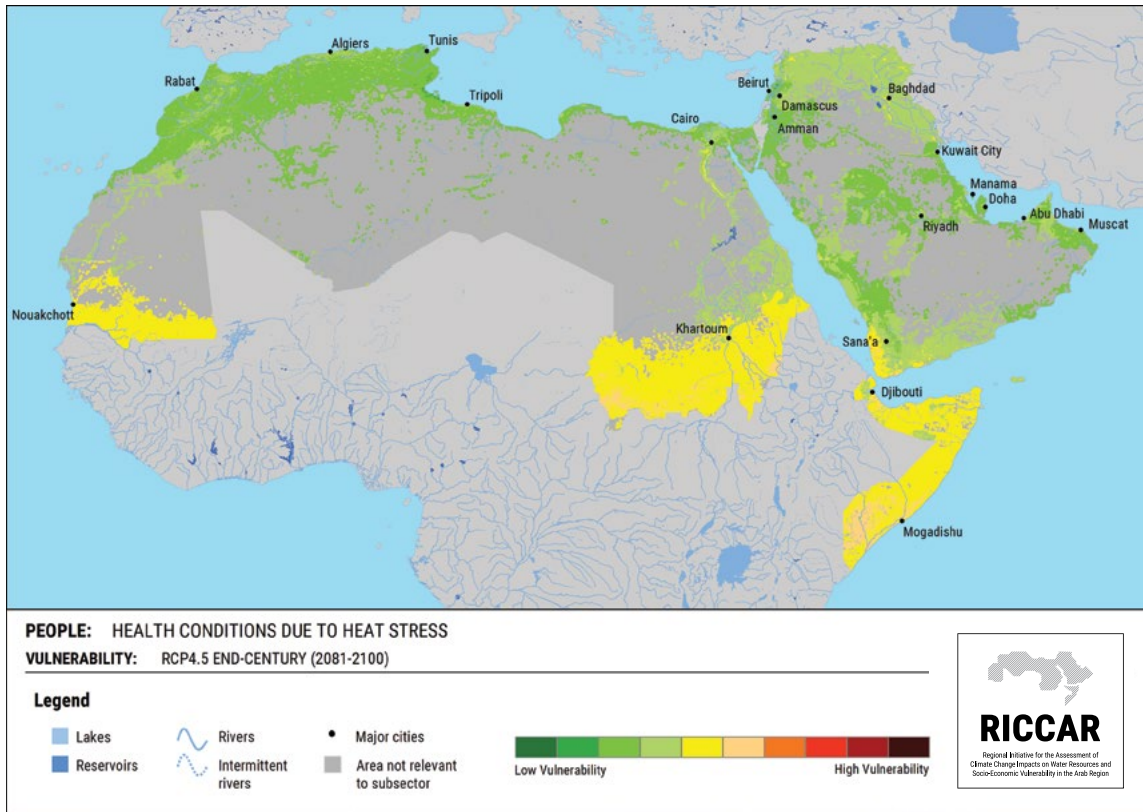 Algiers
Tunis
Rabat
Tripoli
Beirut
Baghdad
Damascus
Cairo
Amman
Kuwait City
Manama
Doha
Abu Dhabi
Riyadh
Muscat
Nouakchott
Khartoum
Sana'a
Djibouti
Mogadishu
PEOPLE: HEALTH CONDITIONS DUE TO HEAT STRESS
VULNERABILITY: RCP4.5 END-CENTURY (2081-2100)
Legend
Lakes
Reservoirs
Rivers
Intermittent
rivers
Major cities
Area not relevant
to subsector
Low Vulnerability
High Vulnerability
RICCAR
Regional Initiative for the Assessment of
Climate Change Impacts on Water Resources and
Socio-Economic Vulnerability in the Arab Region